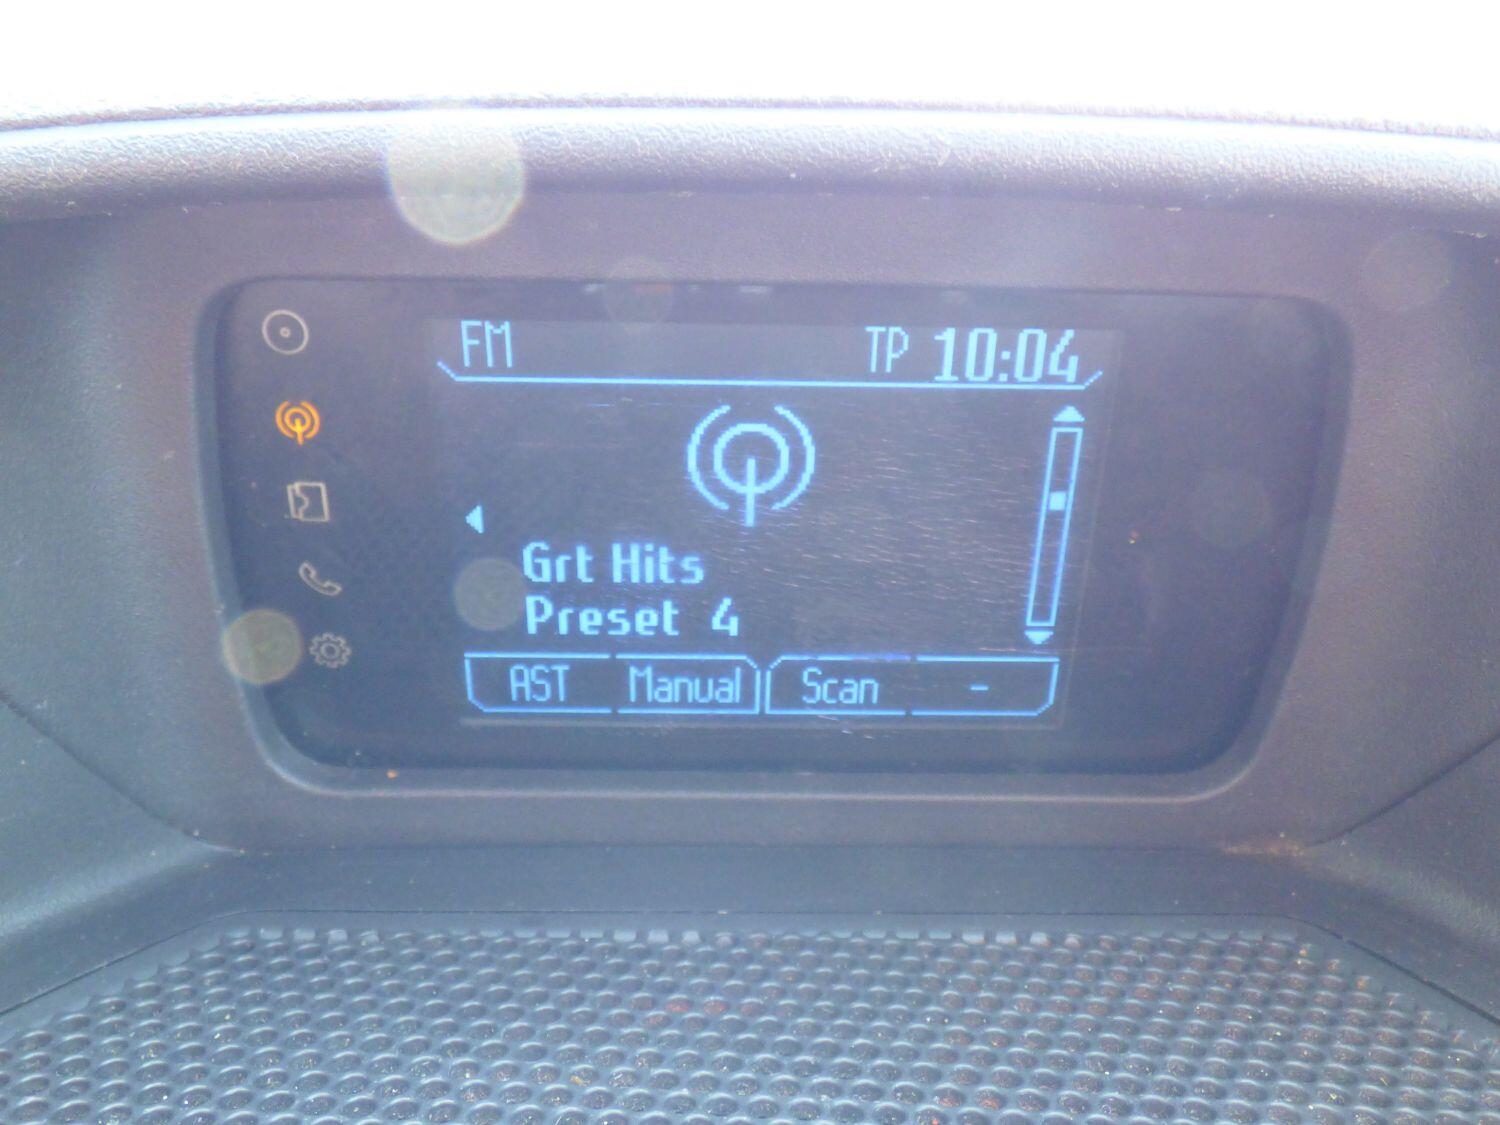 FM TP 10:04
Grt Hits
Preset 4
AST Manual Scan -